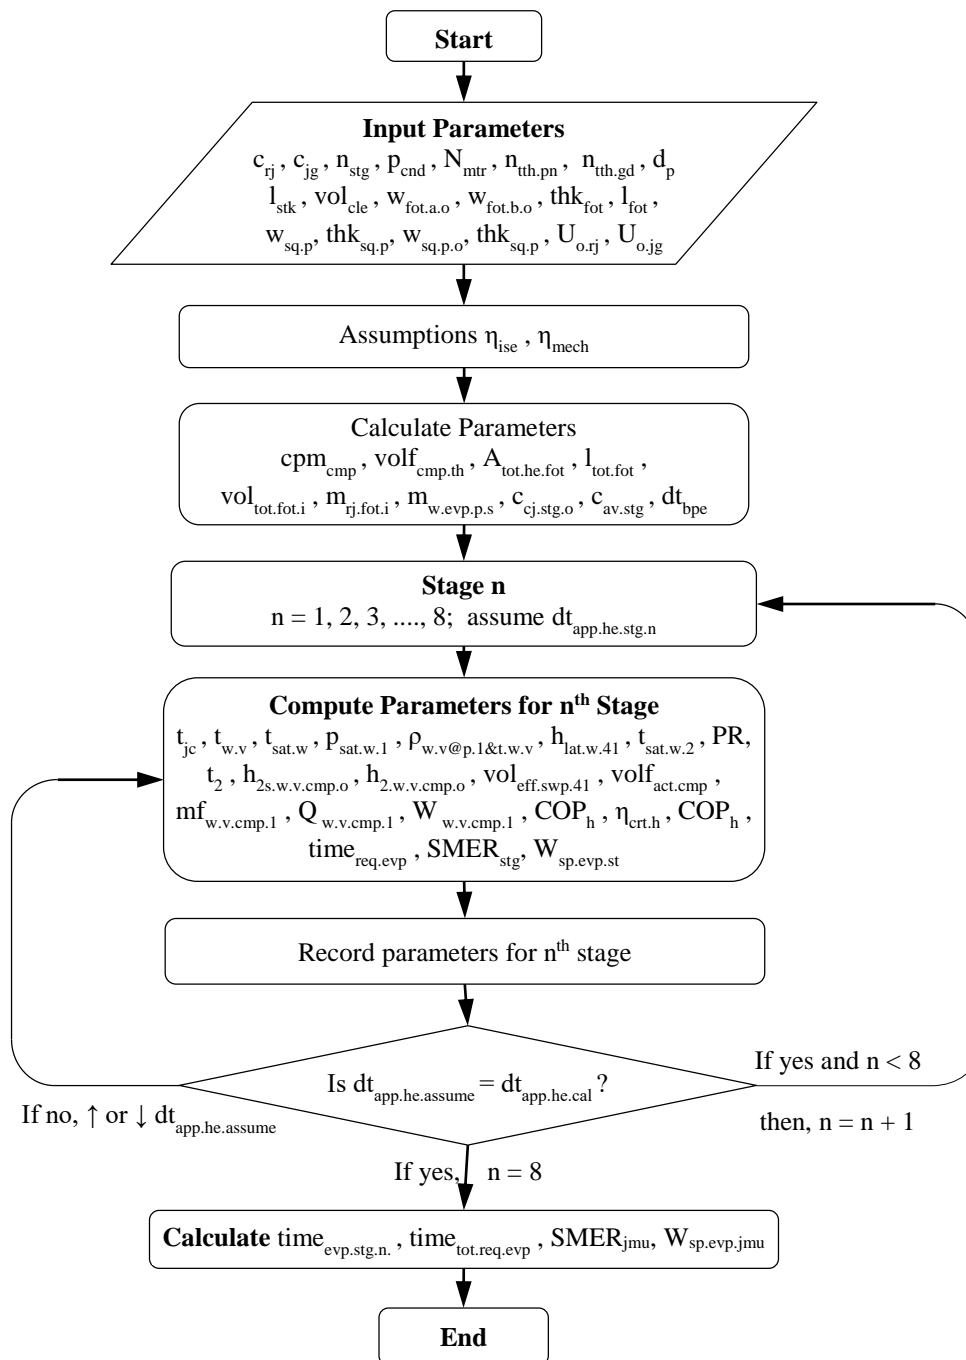 Start
Input Parameters
c_rj , c_jg , n_stg , p_cnd , N_mtr , n_tth.pn , n_tth.gd , d_p
l_stk , vol_cle , w_fot.a.o , w_fot.b.o , thk_fot , l_fot ,
w_sq.p , thk_sq.p , w_sq.p.o , thk_sq.p , U_o.rj , U_o.jg
Assumptions η_ise , η_mech
Calculate Parameters
cpm_cmp , volf_cmp.th , A_tot.he.fot , l_tot.fot ,
vol_tot.fot.i , m_rj.fot.i , m_w.evp.p.s , c_cj.stg.o , c_av.stg , dt_bpe
Stage n
n = 1, 2, 3, ...., 8; assume dt_app.he.stg.n
Compute Parameters for n^th Stage
t_jc , t_w.v , t_sat.w , p_sat.w.1 , ρ_w.v@p.1&t.w.v , h_lat.w.41 , t_sat.w.2 , PR,
t_2 , h_2s.w.v.cmp.o , h_2.w.v.cmp.o , vol_eff.swp.41 , volf_act.cmp ,
mf_w.v.cmp.1 , Q_w.v.cmp.1 , W_w.v.cmp.1 , COP_h , η_crt.h , COP_h ,
time_req.evp , SMER_stg, W_sp.evp.st
Record parameters for n^th stage
Is dt_app.he.assume = dt_app.he.cal ?
If yes and n < 8
then, n = n + 1
If no, ↑ or ↓ dt_app.he.assume
If yes, n = 8
Calculate time_evp.stg.n. , time_tot.req.evp , SMER_jmu, W_sp.evp.jmu
End